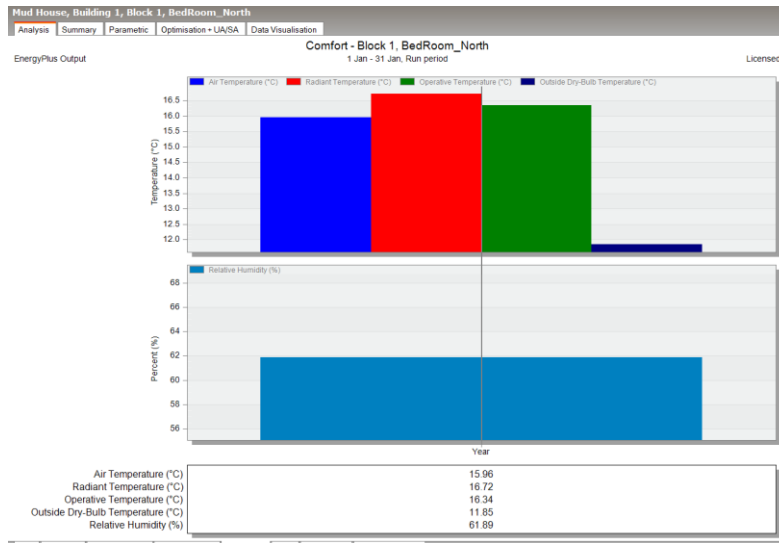 Mud House, Building 1, Block 1, BedRoom_North
Analysis Summary Parametric Optimisation + UA/SA Data Visualisation
Comfort - Block 1, BedRoom_North
EnergyPlus Output 1 Jan - 31 Jan, Run period Licensed
Air Temperature (°C) Radiant Temperature (°C) Operative Temperature (°C) Outside Dry-Bulb Temperature (°C)
16.5
16.0
15.5
15.0
14.5
14.0
13.5
13.0
12.5
12.0
Temperature (°C)
Relative Humidity (%)
68
66
64
62
60
58
56
Percent (%)
Year
Air Temperature (°C) 15.96
Radiant Temperature (°C) 16.72
Operative Temperature (°C) 16.34
Outside Dry-Bulb Temperature (°C) 11.85
Relative Humidity (%) 61.89